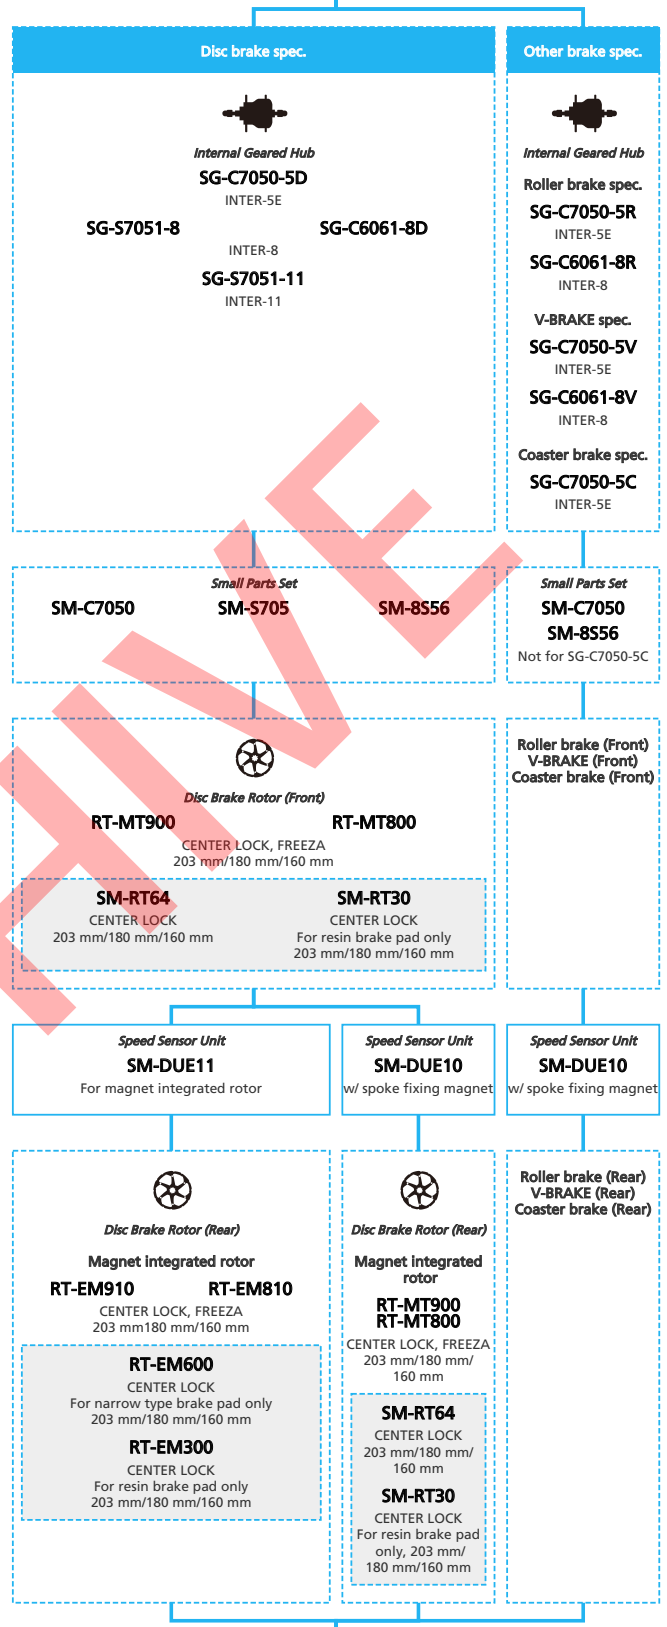 Disc brake spec.
Internal Geared Hub
SG-C7050-5D
INTER-5E
SG-S7051-8 SG-C6061-8D
INTER-8
SG-S7051-11
INTER-11
Other brake spec.
Internal Geared Hub
Roller brake spec.
SG-C7050-5R
INTER-5E
SG-C6061-8R
INTER-8
V-BRAKE spec.
SG-C7050-5V
INTER-5E
SG-C6061-8V
INTER-8
Coaster brake spec.
SG-C7050-5C
INTER-5E
Small Parts Set
SM-C7050 SM-S705 SM-8S56
Small Parts Set
SM-C7050
SM-8S56
Not for SG-C7050-5C
Disc Brake Rotor (Front)
RT-MT900 RT-MT800
CENTER LOCK, FREEZA
203 mm/180 mm/160 mm
SM-RT64
CENTER LOCK
203 mm/180 mm/160 mm
SM-RT30
CENTER LOCK
For resin brake pad only
203 mm/180 mm/160 mm
Roller brake (Front)
V-BRAKE (Front)
Coaster brake (Front)
Speed Sensor Unit
SM-DUE11
For magnet integrated rotor
Speed Sensor Unit
SM-DUE10
w/ spoke fixing magnet
Speed Sensor Unit
SM-DUE10
w/ spoke fixing magnet
Disc Brake Rotor (Rear)
Magnet integrated rotor
RT-EM910 RT-EM810
CENTER LOCK, FREEZA
203 mm180 mm/160 mm
RT-EM600
CENTER LOCK
For narrow type brake pad only
203 mm/180 mm/160 mm
RT-EM300
CENTER LOCK
For resin brake pad only
203 mm/180 mm/160 mm
Disc Brake Rotor (Rear)
Magnet integrated
rotor
RT-MT900
RT-MT800
CENTER LOCK, FREEZA
203 mm/180 mm/
160 mm
SM-RT64
CENTER LOCK
203 mm/180 mm/
160 mm
SM-RT30
CENTER LOCK
For resin brake pad
only, 203 mm/
180 mm/160 mm
Roller brake (Rear)
V-BRAKE (Rear)
Coaster brake (Rear)
HIVE